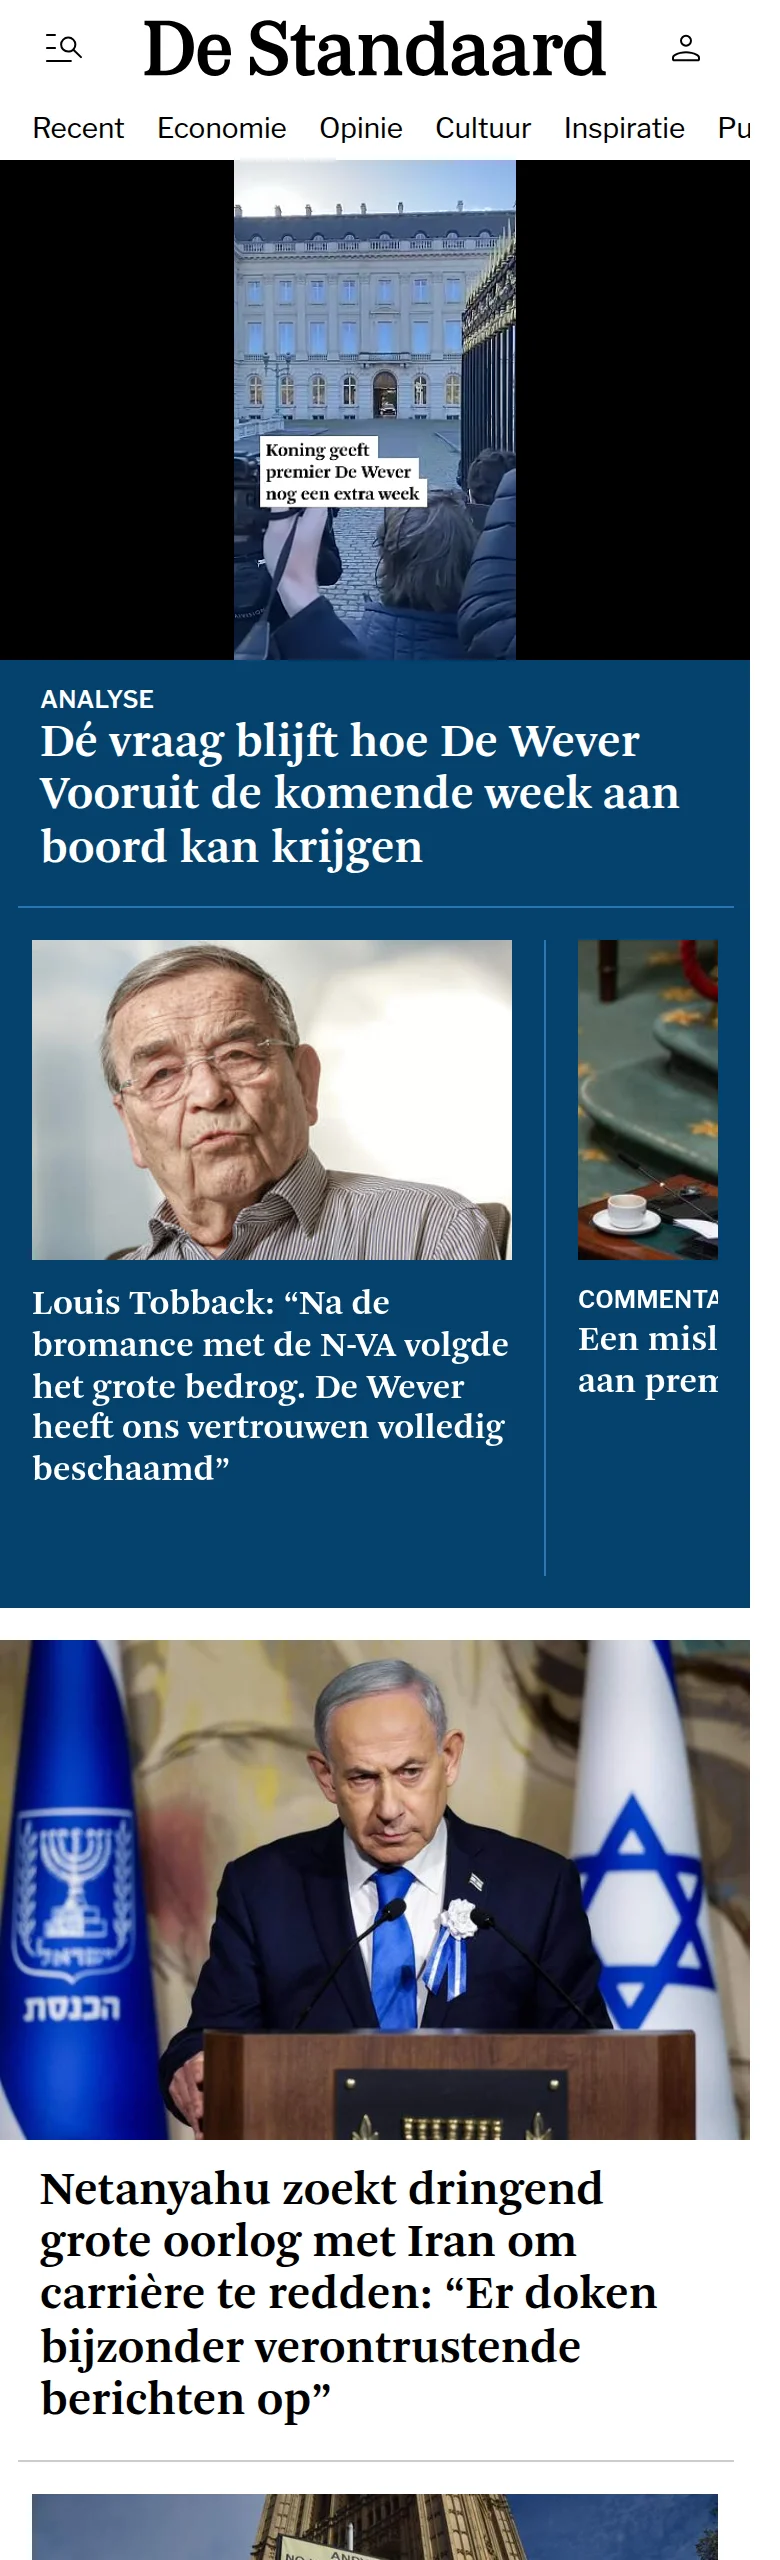 De Standaard
Recent Economie Opinie Cultuur Inspiratie Pu
Koning geeft
premier De Wever
nog een extra week
ANALYSE
Dé vraag blijft hoe De Wever
Vooruit de komende week aan
boord kan krijgen
Louis Tobback: “Na de
bromance met de N-VA volgde
het grote bedrog. De Wever
heeft ons vertrouwen volledig
beschaamd”
COMMENTA
Een misl
aan prem
ישראל
הכנסת
Netanyahu zoekt dringend
grote oorlog met Iran om
carrière te redden: “Er doken
bijzonder verontrustende
berichten op”